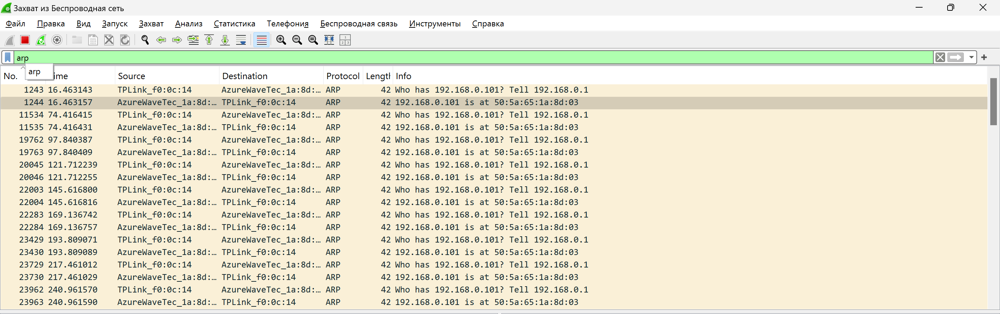 Захват из Беспроводная сеть
Файл Правка Вид Запуск Захват Анализ Статистика Телефония Беспроводная связь Инструменты Справка
arp
arp
No. ime Source Destination Protocol Length Info
1243 16.463143 TPLink_f0:0c:14 AzureWaveTec_1a:8d:… ARP 42 Who has 192.168.0.101? Tell 192.168.0.1
1244 16.463157 AzureWaveTec_1a:8d:… TPLink_f0:0c:14 ARP 42 192.168.0.101 is at 50:5a:65:1a:8d:03
11534 74.416415 TPLink_f0:0c:14 AzureWaveTec_1a:8d:… ARP 42 Who has 192.168.0.101? Tell 192.168.0.1
11535 74.416431 AzureWaveTec_1a:8d:… TPLink_f0:0c:14 ARP 42 192.168.0.101 is at 50:5a:65:1a:8d:03
19762 97.840387 TPLink_f0:0c:14 AzureWaveTec_1a:8d:… ARP 42 Who has 192.168.0.101? Tell 192.168.0.1
19763 97.840409 AzureWaveTec_1a:8d:… TPLink_f0:0c:14 ARP 42 192.168.0.101 is at 50:5a:65:1a:8d:03
20045 121.712239 TPLink_f0:0c:14 AzureWaveTec_1a:8d:… ARP 42 Who has 192.168.0.101? Tell 192.168.0.1
20046 121.712255 AzureWaveTec_1a:8d:… TPLink_f0:0c:14 ARP 42 192.168.0.101 is at 50:5a:65:1a:8d:03
22003 145.616800 TPLink_f0:0c:14 AzureWaveTec_1a:8d:… ARP 42 Who has 192.168.0.101? Tell 192.168.0.1
22004 145.616816 AzureWaveTec_1a:8d:… TPLink_f0:0c:14 ARP 42 192.168.0.101 is at 50:5a:65:1a:8d:03
22283 169.136742 TPLink_f0:0c:14 AzureWaveTec_1a:8d:… ARP 42 Who has 192.168.0.101? Tell 192.168.0.1
22284 169.136757 AzureWaveTec_1a:8d:… TPLink_f0:0c:14 ARP 42 192.168.0.101 is at 50:5a:65:1a:8d:03
23429 193.809071 TPLink_f0:0c:14 AzureWaveTec_1a:8d:… ARP 42 Who has 192.168.0.101? Tell 192.168.0.1
23430 193.809089 AzureWaveTec_1a:8d:… TPLink_f0:0c:14 ARP 42 192.168.0.101 is at 50:5a:65:1a:8d:03
23729 217.461012 TPLink_f0:0c:14 AzureWaveTec_1a:8d:… ARP 42 Who has 192.168.0.101? Tell 192.168.0.1
23730 217.461029 AzureWaveTec_1a:8d:… TPLink_f0:0c:14 ARP 42 192.168.0.101 is at 50:5a:65:1a:8d:03
23962 240.961570 TPLink_f0:0c:14 AzureWaveTec_1a:8d:… ARP 42 Who has 192.168.0.101? Tell 192.168.0.1
23963 240.961590 AzureWaveTec_1a:8d:… TPLink_f0:0c:14 ARP 42 192.168.0.101 is at 50:5a:65:1a:8d:03